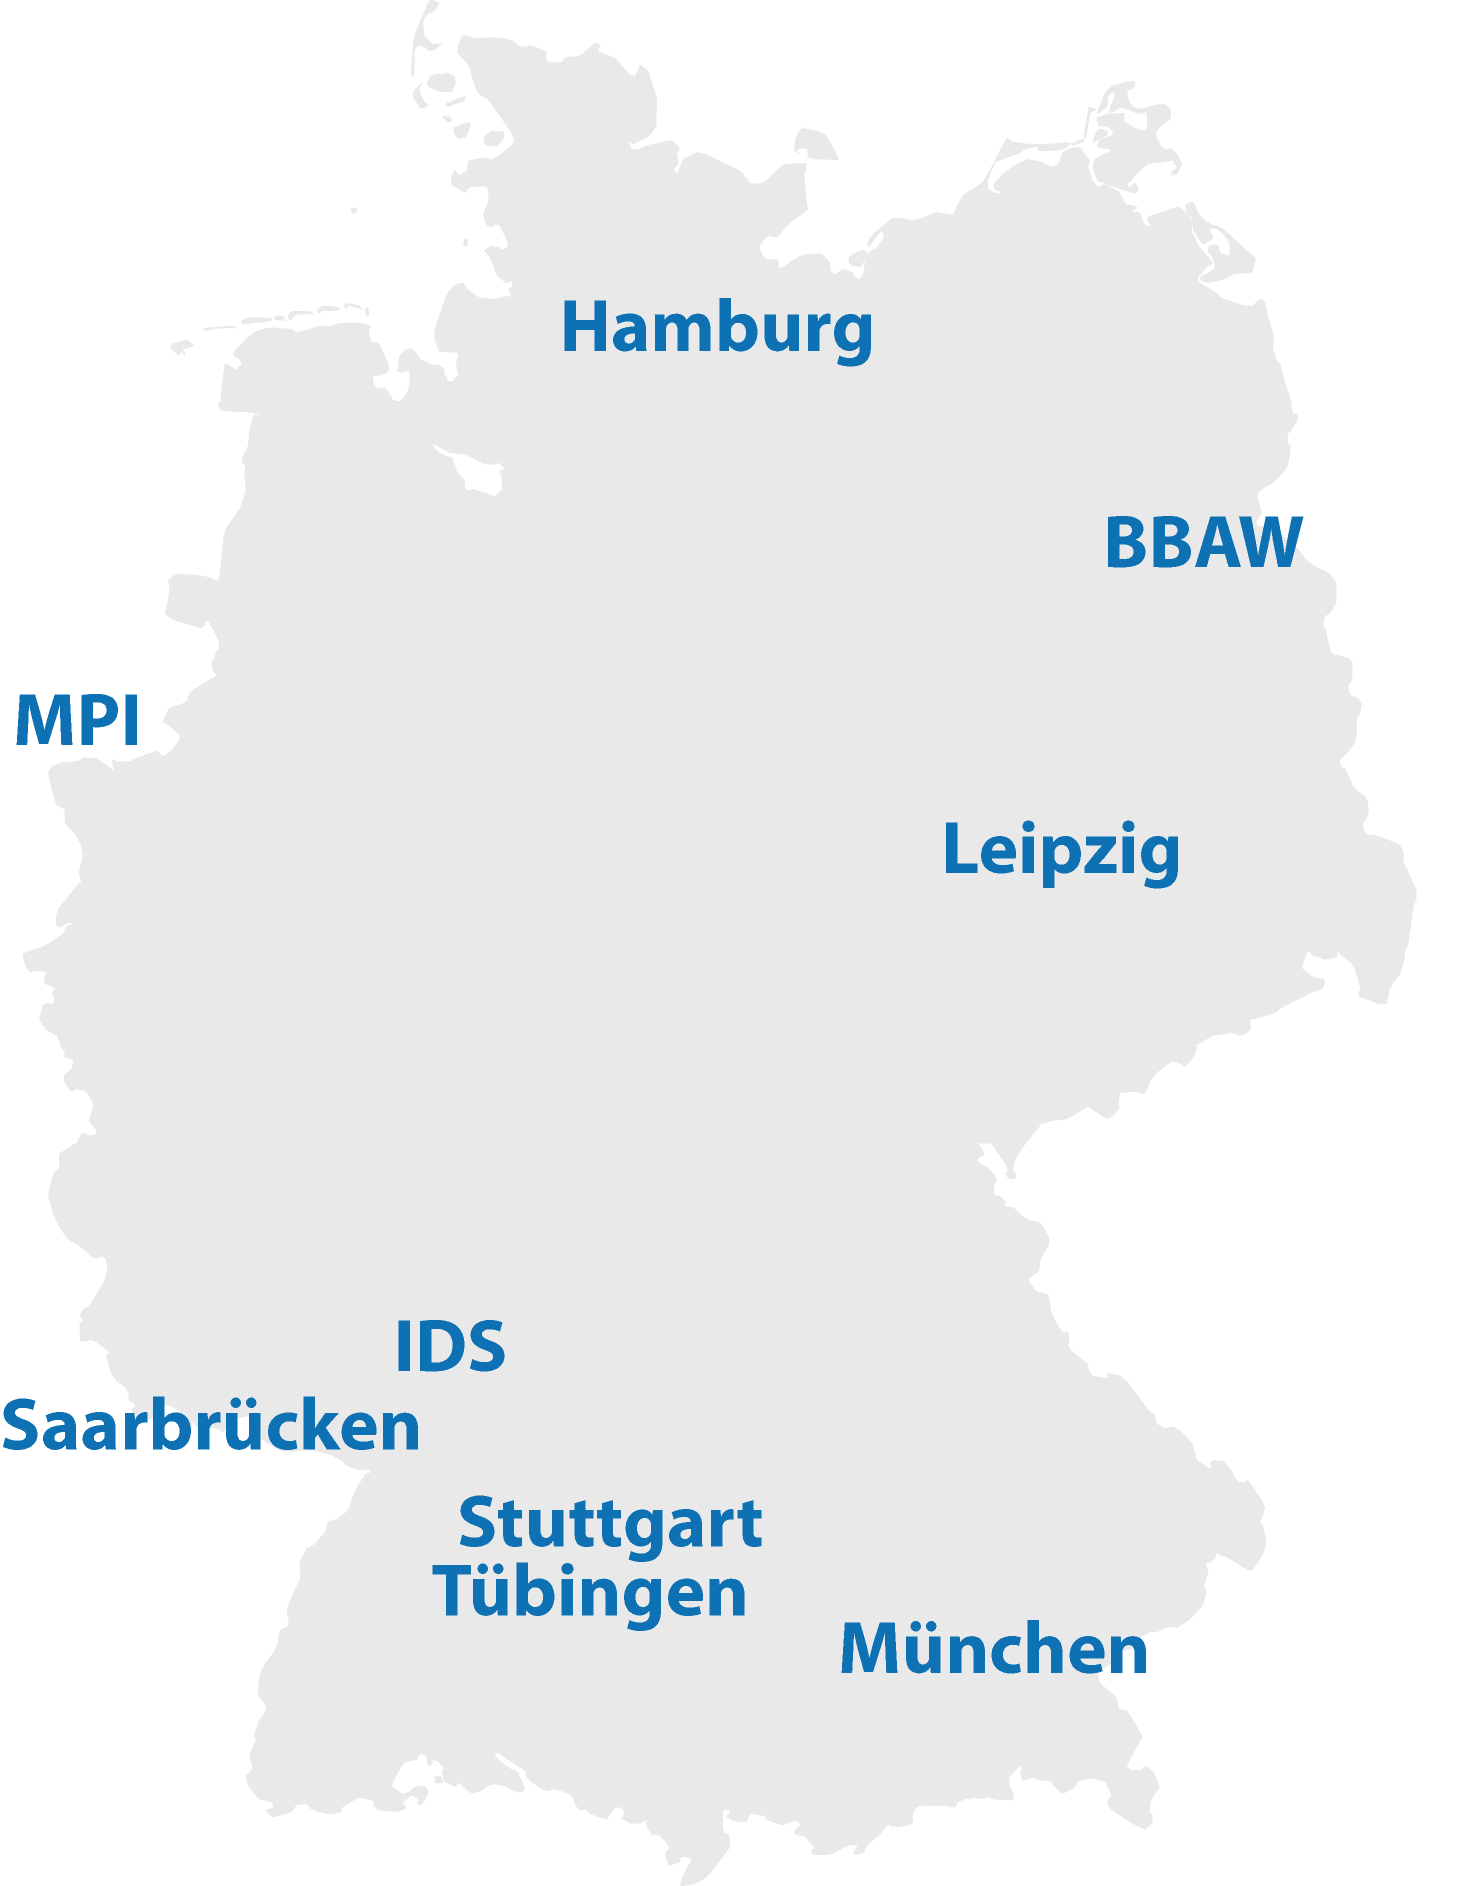 Hamburg
BBAW
MPI
Leipzig
IDS
Saarbrücken
Stuttgart
Tübingen
München